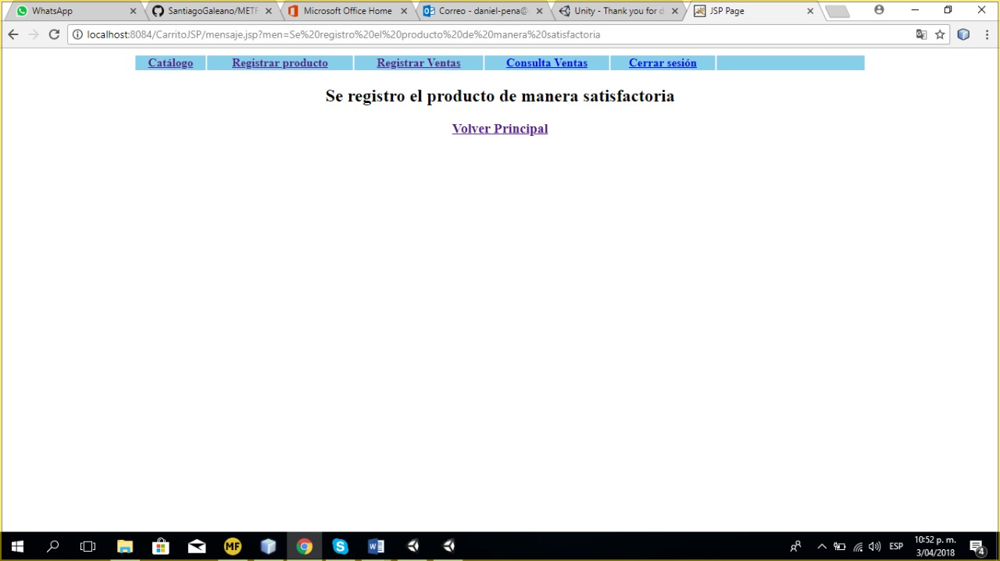 WhatsApp SantiagoGaleano/METF Microsoft Office Home Correo - daniel-pena@ Unity - Thank you for d JSP Page
localhost:8084/CarritoJSP/mensaje.jsp?men=Se%20registro%20el%20producto%20de%20manera%20satisfactoria
Catálogo Registrar producto Registrar Ventas Consulta Ventas Cerrar sesión
Se registro el producto de manera satisfactoria
Volver Principal
MF ESP 10:52 p. m.
3/04/2018 4